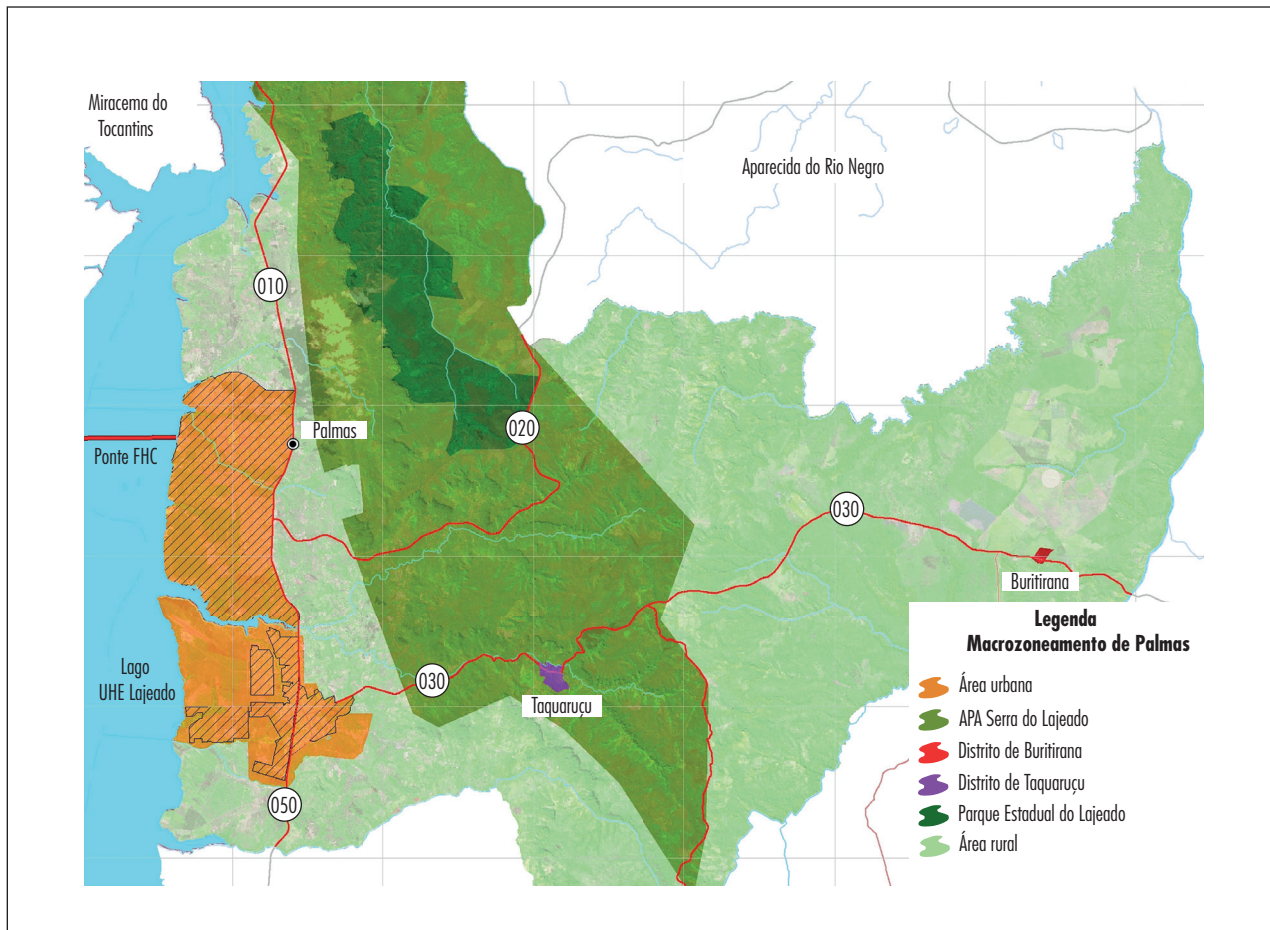 Miracema do
Tocantins
Aparecida do Rio Negro
010
Palmas
020
Ponte FHC
030
Buritirana
Lago
UHE Lajeado
030
Taquaruçu
050
Legenda
Macrozoneamento de Palmas
Área urbana
APA Serra do Lajeado
Distrito de Buritirana
Distrito de Taquaruçu
Parque Estadual do Lajeado
Área rural